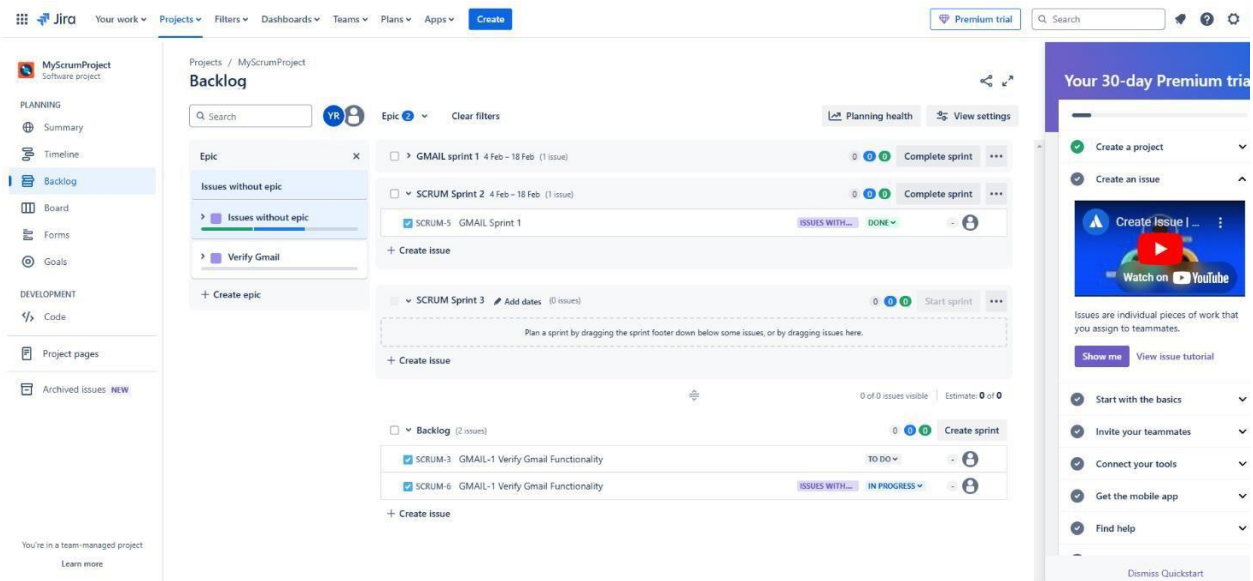 Jira Your work Projects Filters Dashboards Teams Plans Apps Create Premium trial Search
MyScrumProject
Software project
PLANNING
Summary
Timeline
Backlog
Board
Forms
Goals
DEVELOPMENT
Code
Project pages
Archived issues NEW
You're in a team-managed project
Learn more
Projects / MyScrumProject
Backlog
Search YR Epic 2 Clear filters Planning health View settings
Epic
Issues without epic
Issues without epic
Verify Gmail
+ Create epic
GMAIL sprint 1 4 Feb – 18 Feb (1 issue) 0 0 0 Complete sprint
SCRUM Sprint 2 4 Feb – 18 Feb (1 issue) 0 0 0 Complete sprint
SCRUM-5 GMAIL Sprint 1 ISSUES WITH... DONE -
+ Create issue
SCRUM Sprint 3 Add dates (0 issues) 0 0 0 Start sprint
Plan a sprint by dragging the sprint footer down below some issues, or by dragging issues here.
+ Create issue
0 of 0 issues visible Estimate: 0 of 0
Backlog (2 issues) 0 0 0 Create sprint
SCRUM-3 GMAIL-1 Verify Gmail Functionality TO DO -
SCRUM-6 GMAIL-1 Verify Gmail Functionality ISSUES WITH... IN PROGRESS -
+ Create issue
Your 30-day Premium tria
Create a project
Create an issue
Create Issue | ...
Watch on YouTube
Issues are individual pieces of work that
you assign to teammates.
Show me View issue tutorial
Start with the basics
Invite your teammates
Connect your tools
Get the mobile app
Find help
Dismiss Quickstart